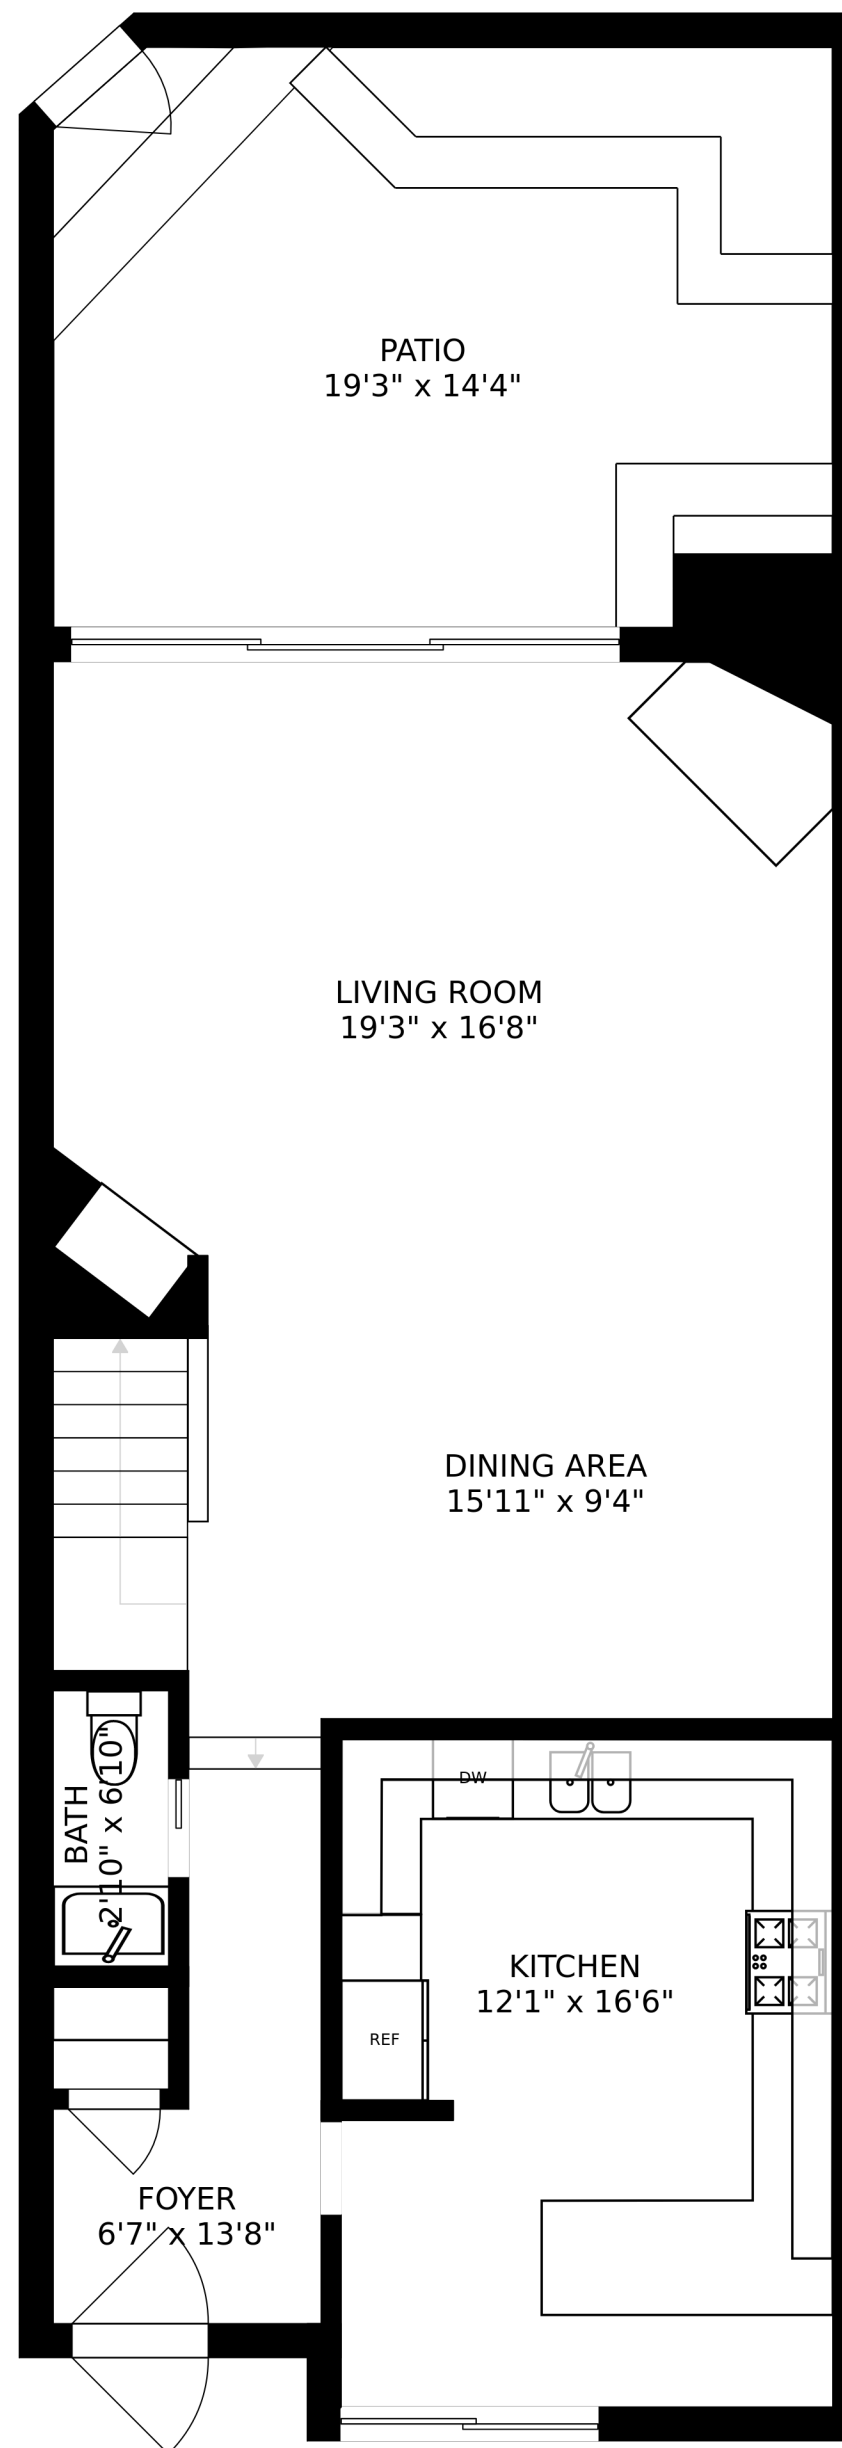 PATIO
19'3" x 14'4"
LIVING ROOM
19'3" x 16'8"
DINING AREA
15'11" x 9'4"
BATH
2'10" x 6'10"
DW
KITCHEN
12'1" x 16'6"
REF
FOYER
6'7" x 13'8"